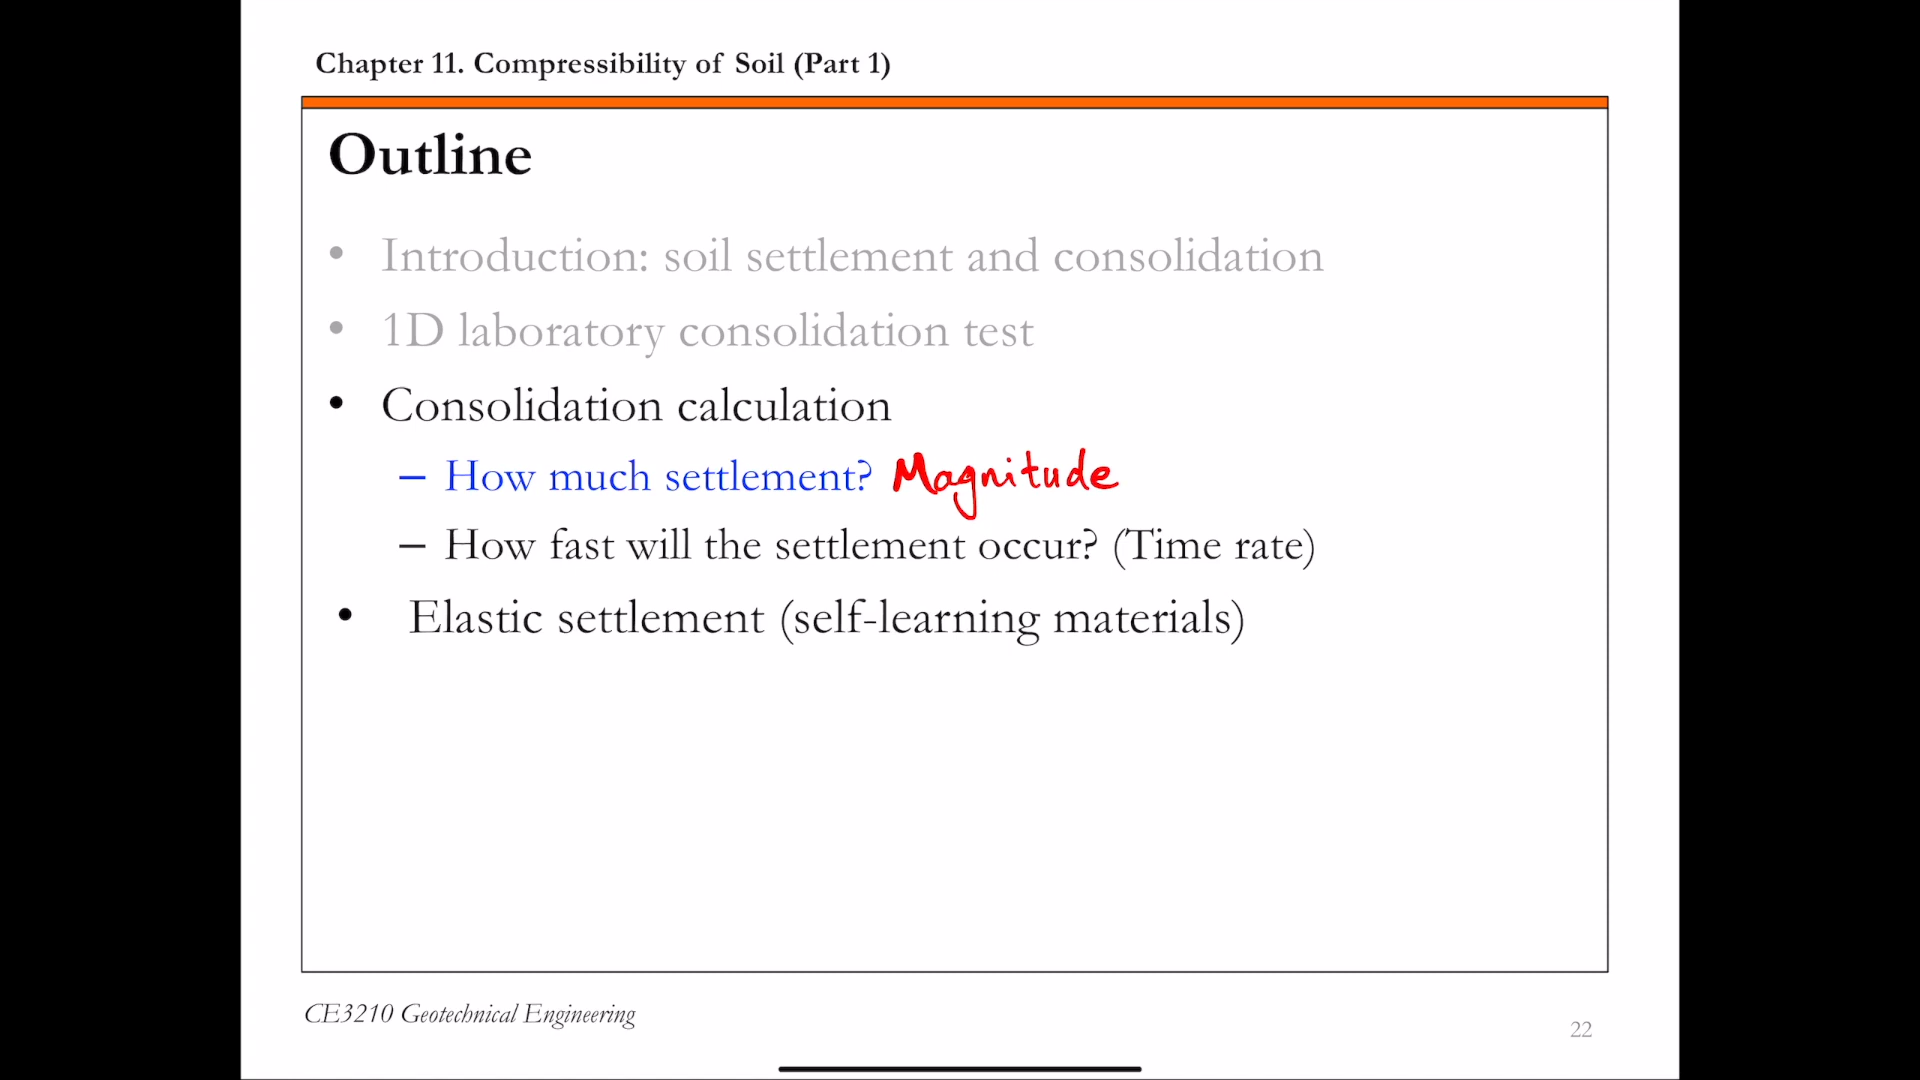 Chapter 11. Compressibility of Soil (Part 1)
Outline
• Introduction: soil settlement and consolidation
• 1D laboratory consolidation test
• Consolidation calculation
– How much settlement? Magnitude
– How fast will the settlement occur? (Time rate)
• Elastic settlement (self-learning materials)
CE3210 Geotechnical Engineering
22